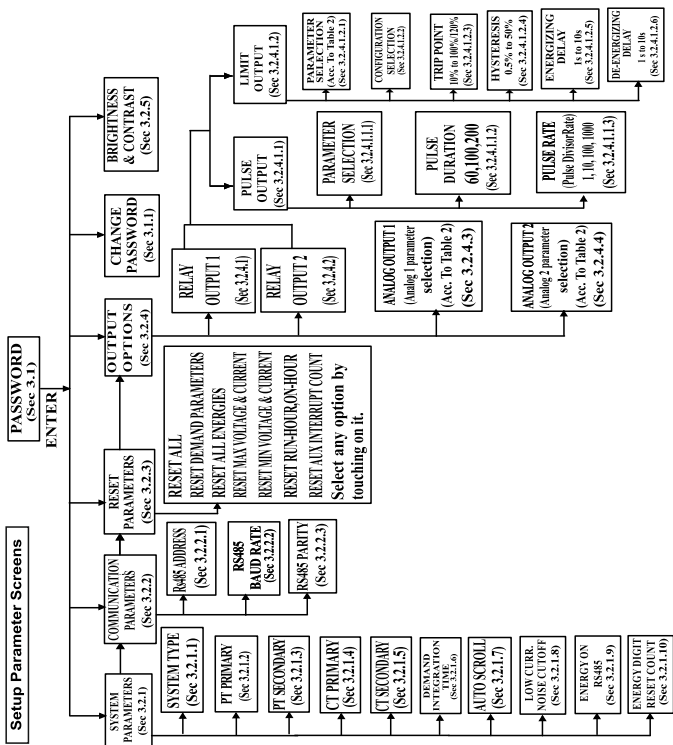 Setup Parameter Screens
PASSWORD
(Sec 3.1)
ENTER
SYSTEM
PARAMETERS
(Sec 3.2.1)
COMMUNICATION
PARAMETERS
(Sec 3.2.2)
RESET
PARAMETERS
(Sec 3.2.3)
OUTPUT
OPTIONS
(Sec 3.2.4)
CHANGE
PASSWORD
(Sec 3.1.1)
BRIGHTNESS
& CONTRAST
(Sec 3.2.5)
SYSTEM TYPE
(Sec 3.2.1.1)
PT PRIMARY
(Sec 3.2.1.2)
PT SECONDARY
(Sec 3.2.1.3)
CT PRIMARY
(Sec 3.2.1.4)
CT SECONDARY
(Sec 3.2.1.5)
DEMAND
INTEGRATION
TIME
(Sec 3.2.1.6)
AUTO SCROLL
(Sec 3.2.1.7)
LOW CURR.
NOISE CUTOFF
(Sec 3.2.1.8)
ENERGY ON
RS485
(Sec 3.2.1.9)
ENERGY DIGIT
RESET COUNT
(Sec 3.2.1.10)
Rs485 ADDRESS
(Sec 3.2.2.1)
RS485
BAUD RATE
(Sec 3.2.2.2)
RS485 PARITY
(Sec 3.2.2.3)
RESET ALL
RESET DEMAND PARAMETERS
RESET ALL ENERGIES
RESET MAX VOLTAGE & CURRENT
RESET MIN VOLTAGE & CURRENT
RESET RUN-HOUR,ON-HOUR
RESET AUX INTERRUPT COUNT
Select any option by
touching on it.
RELAY
OUTPUT 1
(Sec 3.2.4.1)
RELAY
OUTPUT 2
(Sec 3.2.4.2)
ANALOG OUTPUT 1
(Analog 1 parameter
selection)
(Acc. To Table 2)
(Sec 3.2.4.3)
ANALOG OUTPUT 2
(Analog 2 parameter
selection)
(Acc. To Table 2)
(Sec 3.2.4.4)
PULSE
OUTPUT
(Sec 3.2.4.1.1)
LIMIT
OUTPUT
(Sec 3.2.4.1.2)
PARAMETER
SELECTION
(Sec 3.2.4.1.1.1)
PULSE
DURATION
60,100,200
(Sec 3.2.4.1.1.2)
PULSE RATE
(Pulse DivisorRate)
1, 10, 100, 1000
(Sec 3.2.4.1.1.3)
PARAMETER
SELECTION
(Acc. To Table 2)
(Sec 3.2.4.1.2.1)
CONFIGURATION
SELECTION
(Sec 3.2.4.1.2.2)
TRIP POINT
10% to 100%/120%
(Sec 3.2.4.1.2.3)
HYSTERESIS
0.5% to 50%
(Sec 3.2.4.1.2.4)
ENERGIZING
DELAY
1s to 10s
(Sec 3.2.4.1.2.5)
DE-ENERGIZING
DELAY
1 s to 10s
(Sec 3.2.4.1.2.6)